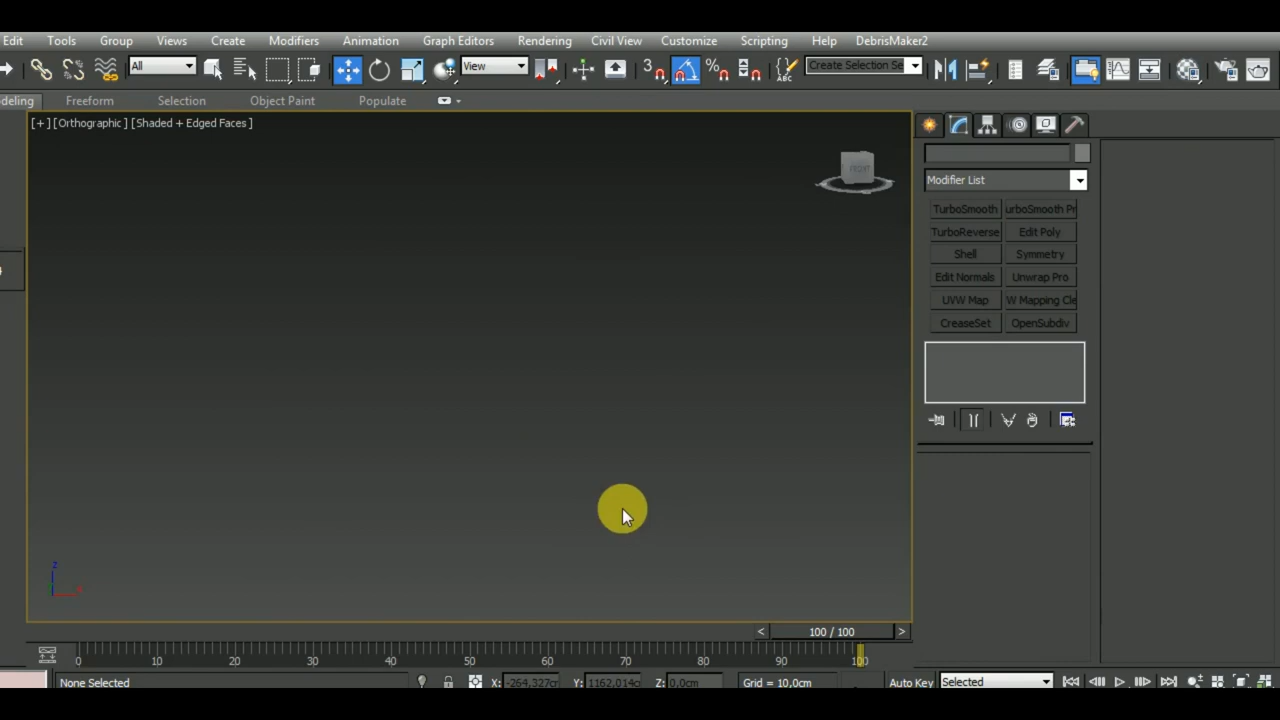 Edit Tools Group Views Create Modifiers Animation Graph Editors Rendering Civil View Customize Scripting Help DebrisMaker2
All View 3 % ABC Create Selection Se
deling Freeform Selection Object Paint Populate
[+] [Orthographic ] [Shaded + Edged Faces ]
FRONT
Modifier List
TurboSmooth urboSmooth Pr
TurboReverse Edit Poly
Shell Symmetry
Edit Normals Unwrap Pro
UVW Map W Mapping Cle
CreaseSet OpenSubdiv
z
x
< 100 / 100 >
0 10 20 30 40 50 60 70 80 90 100
None Selected X: -264,327c Y: 1162,014c Z: 0,0cm Grid = 10,0cm Auto Key Selected